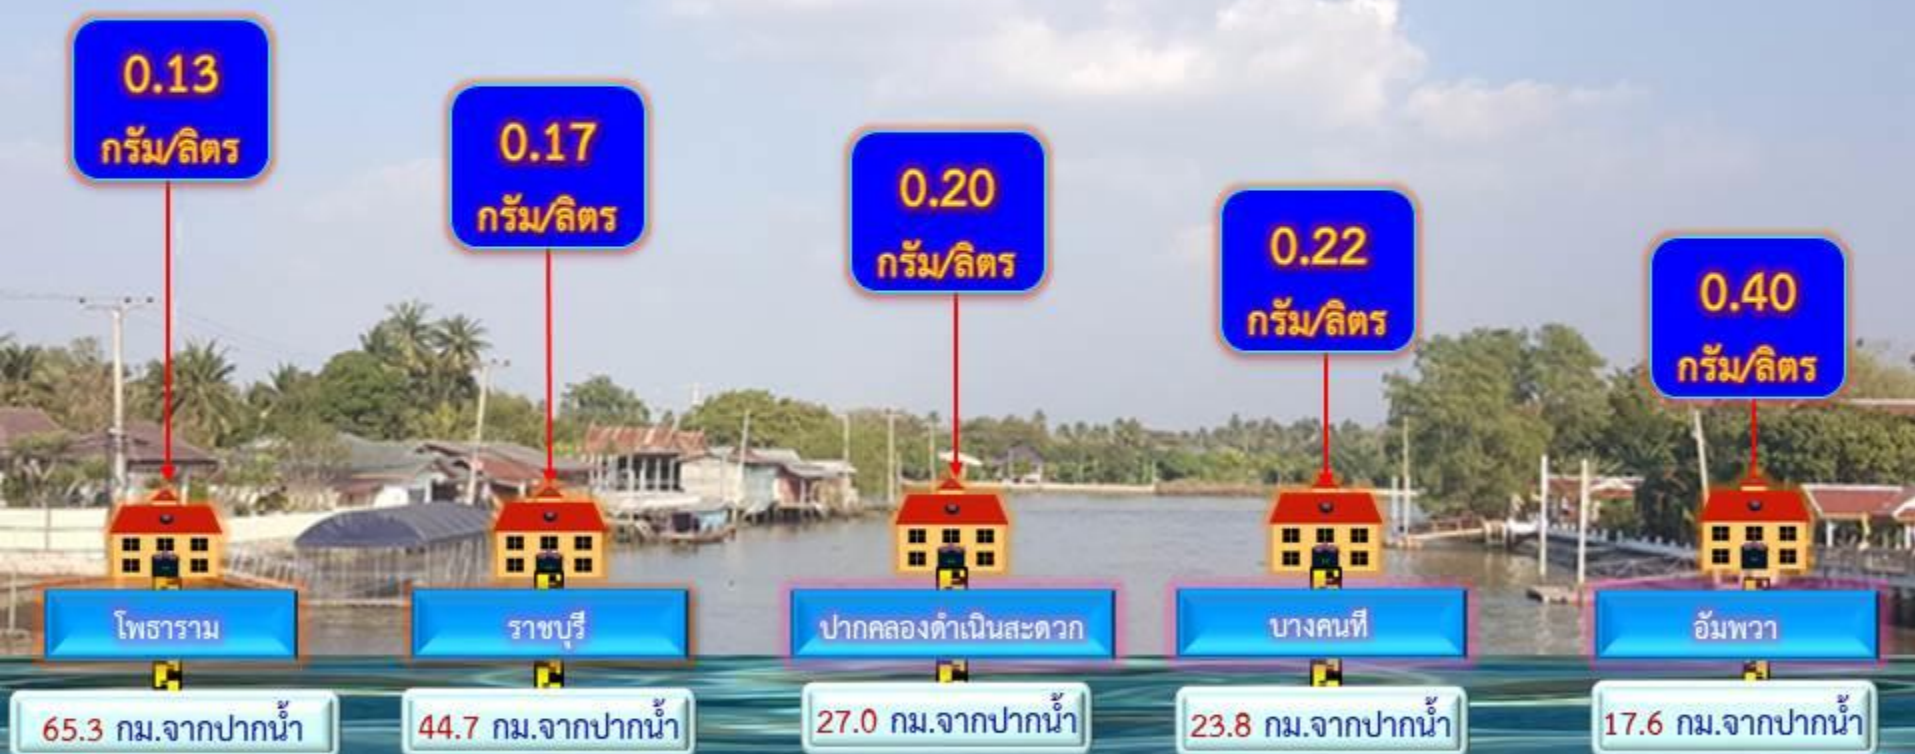 0.13
กรัม/ลิตร
0.17
กรัม/ลิตร
0.20
กรัม/ลิตร
0.22
กรัม/ลิตร
0.40
กรัม/ลิตร
โพธาราม
ราชบุรี
ปากคลองดำเนินสะดวก
บางคนที
อัมพวา
65.3 กม.จากปากน้ำ
44.7 กม.จากปากน้ำ
27.0 กม.จากปากน้ำ
23.8 กม.จากปากน้ำ
17.6 กม.จากปากน้ำ